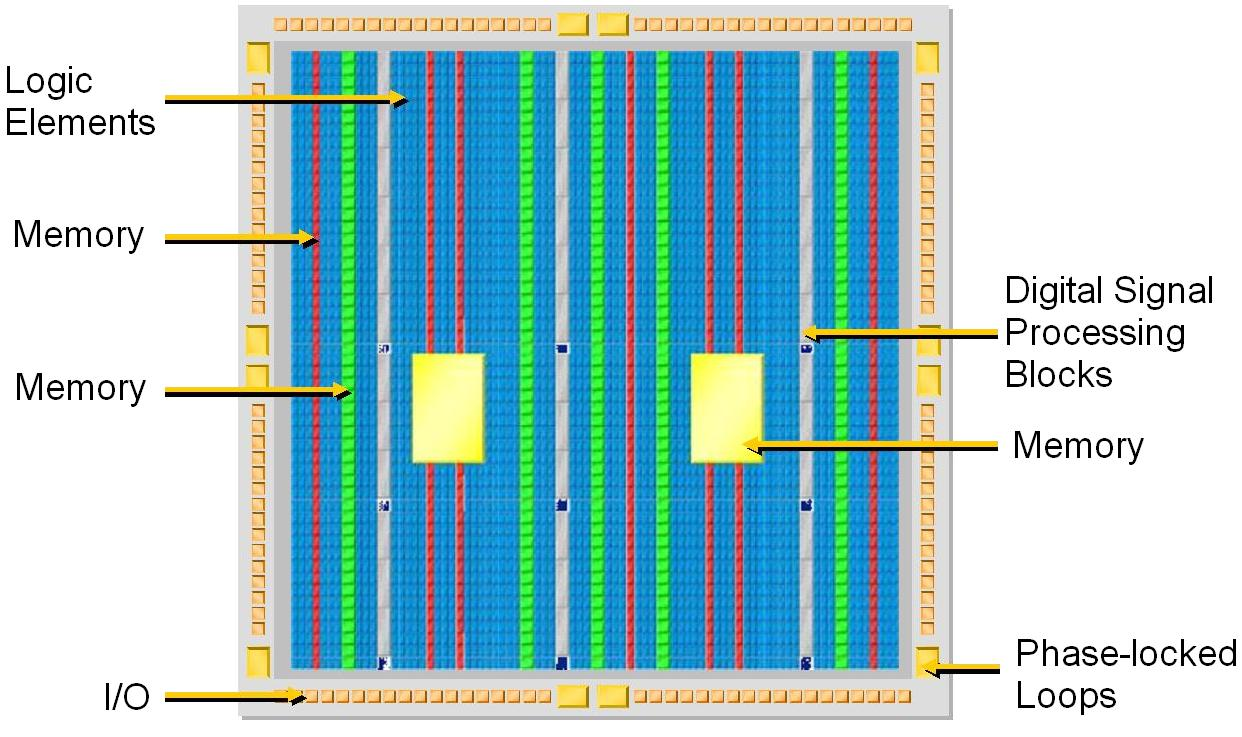 Logic
Elements
Memory
Memory
I/O
Digital Signal
Processing
Blocks
Memory
Phase-locked
Loops